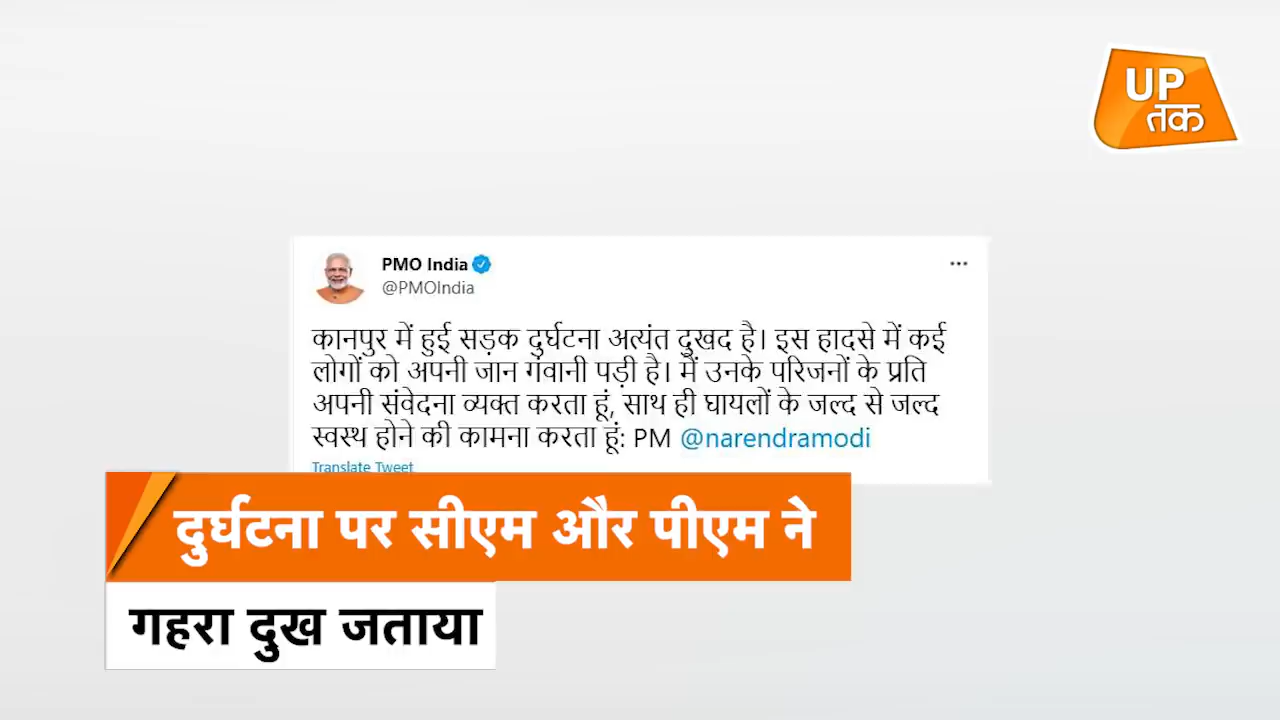 UP
तक
PMO India
@PMOIndia
कानपुर में हुई सड़क दुर्घटना अत्यंत दुखद है। इस हादसे में कई
लोगों को अपनी जान गंवानी पड़ी है। मैं उनके परिजनों के प्रति
अपनी संवेदना व्यक्त करता हूं, साथ ही घायलों के जल्द से जल्द
स्वस्थ होने की कामना करता हूं: PM @narendramodi
Translate Tweet
दुर्घटना पर सीएम और पीएम ने
गहरा दुख जताया